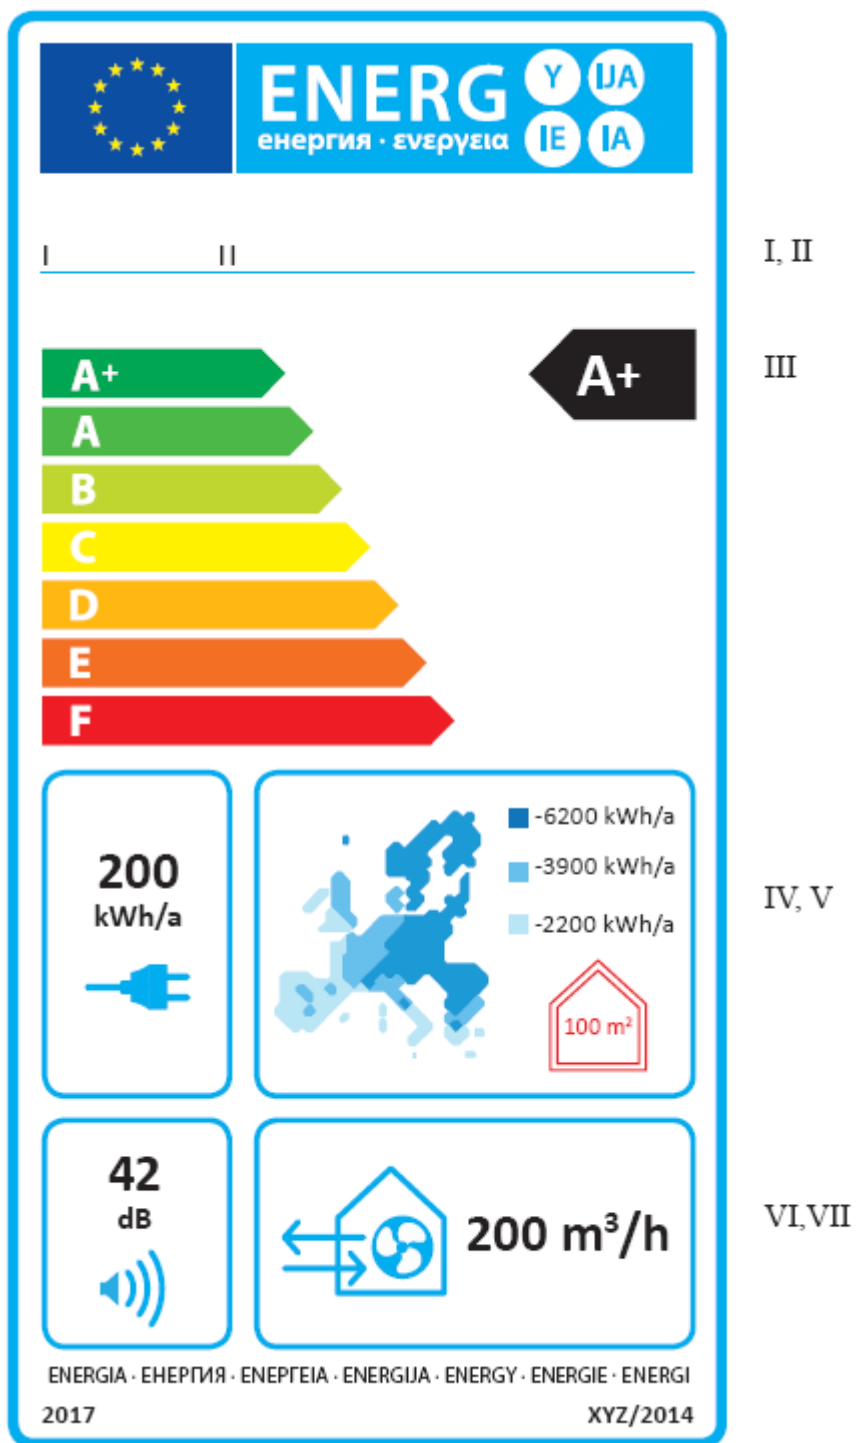 ENERG Y IJA
енергия · ενεργεια IE IA
I II I, II
A+ A+ III
A
B
C
D
E
F
200
kWh/a
-6200 kWh/a
-3900 kWh/a
-2200 kWh/a
100 m²
IV, V
42
dB
200 m³/h
VI,VII
ENERGIA · ЕНЕРГИЯ · ΕΝΕΡΓΕΙΑ · ENERGIJA · ENERGY · ENERGIE · ENERGI
2017 XYZ/2014